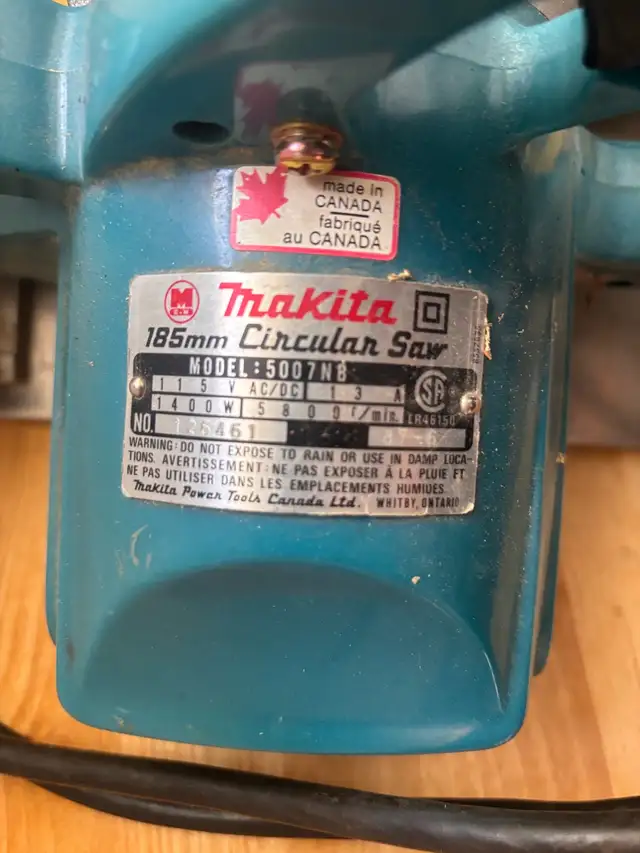 made in
CANADA
fabriqué
au CANADA
M
Makita
185mm Circular Saw
MODEL: 5007NB
115 V AC/DC 13 A
1400W 5800 r/min.
LR46150
NO. 126461
WARNING: DO NOT EXPOSE TO RAIN OR USE IN DAMP LOCA-
TIONS. AVERTISSEMENT: NE PAS EXPOSER À LA PLUIE ET
NE PAS UTILISER DANS LES EMPLACEMENTS HUMIDES.
Makita Power Tools Canada Ltd. WHITBY, ONTARIO